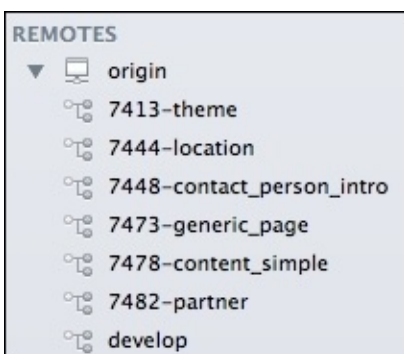 REMOTES
origin
7413-theme
7444-location
7448-contact_person_intro
7473-generic_page
7478-content_simple
7482-partner
develop